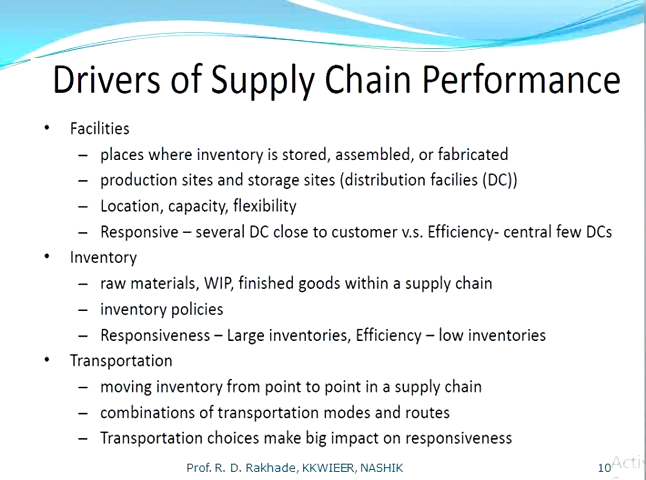 Drivers of Supply Chain Performance
• Facilities
– places where inventory is stored, assembled, or fabricated
– production sites and storage sites (distribution facilies (DC))
– Location, capacity, flexibility
– Responsive – several DC close to customer v.s. Efficiency- central few DCs
• Inventory
– raw materials, WIP, finished goods within a supply chain
– inventory policies
– Responsiveness – Large inventories, Efficiency – low inventories
• Transportation
– moving inventory from point to point in a supply chain
– combinations of transportation modes and routes
– Transportation choices make big impact on responsiveness
Prof. R. D. Rakhade, KKWIEER, NASHIK 10